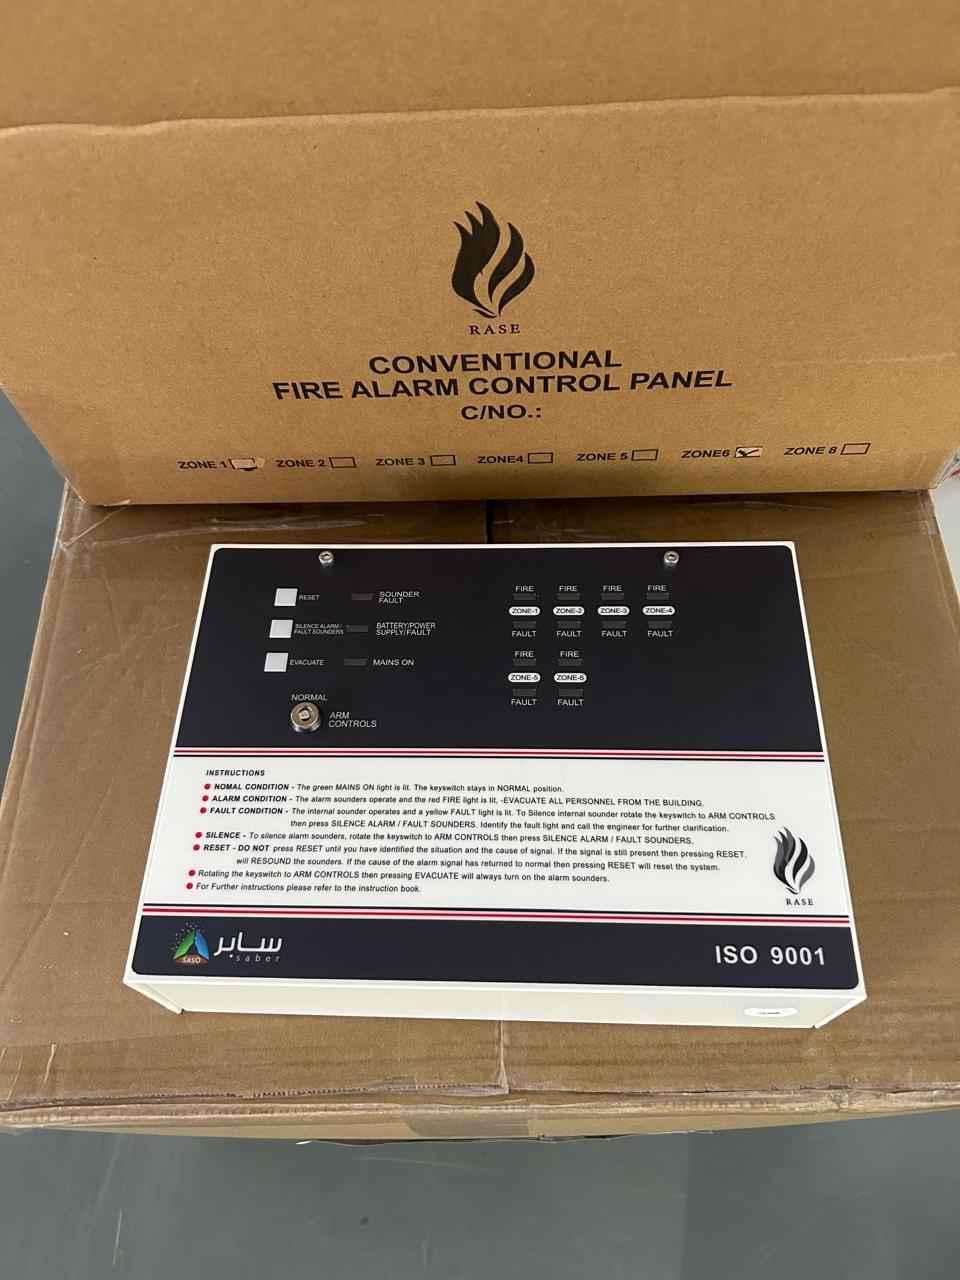 RASE
CONVENTIONAL
FIRE ALARM CONTROL PANEL
C/NO.:
ZONE 1 ZONE 2 ZONE 3 ZONE4 ZONE 5 ZONE6 ZONE 8
RESET
SOUNDER
FAULT
SILENCE ALARM /
FAULT SOUNDERS
BATTERY/POWER
SUPPLY/FAULT
EVACUATE
MAINS ON
NORMAL
ARM
CONTROLS
FIRE FIRE FIRE FIRE
ZONE-1 ZONE-2 ZONE-3 ZONE-4
FAULT FAULT FAULT FAULT
FIRE FIRE
ZONE-5 ZONE-6
FAULT FAULT
INSTRUCTIONS
NOMAL CONDITION - The green MAINS ON light is lit. The keyswitch stays in NORMAL position.
ALARM CONDITION - The alarm sounders operate and the red FIRE light is lit, -EVACUATE ALL PERSONNEL FROM THE BUILDING.
FAULT CONDITION - The internal sounder operates and a yellow FAULT light is lit. To Silence internal sounder rotate the keyswitch to ARM CONTROLS
then press SILENCE ALARM / FAULT SOUNDERS. Identify the fault light and call the engineer for further clarification.
SILENCE - To silence alarm sounders, rotate the keyswitch to ARM CONTROLS then press SILENCE ALARM / FAULT SOUNDERS,
RESET - DO NOT press RESET until you have identified the situation and the cause of signal. If the signal is still present then pressing RESET.
will RESOUND the sounders. If the cause of the alarm signal has returned to normal then pressing RESET will reset the system.
Rotating the keyswitch to ARM CONTROLS then pressing EVACUATE will always turn on the alarm sounders.
For Further instructions please refer to the instruction book.
RASE
SASO
سابر
saber
ISO 9001